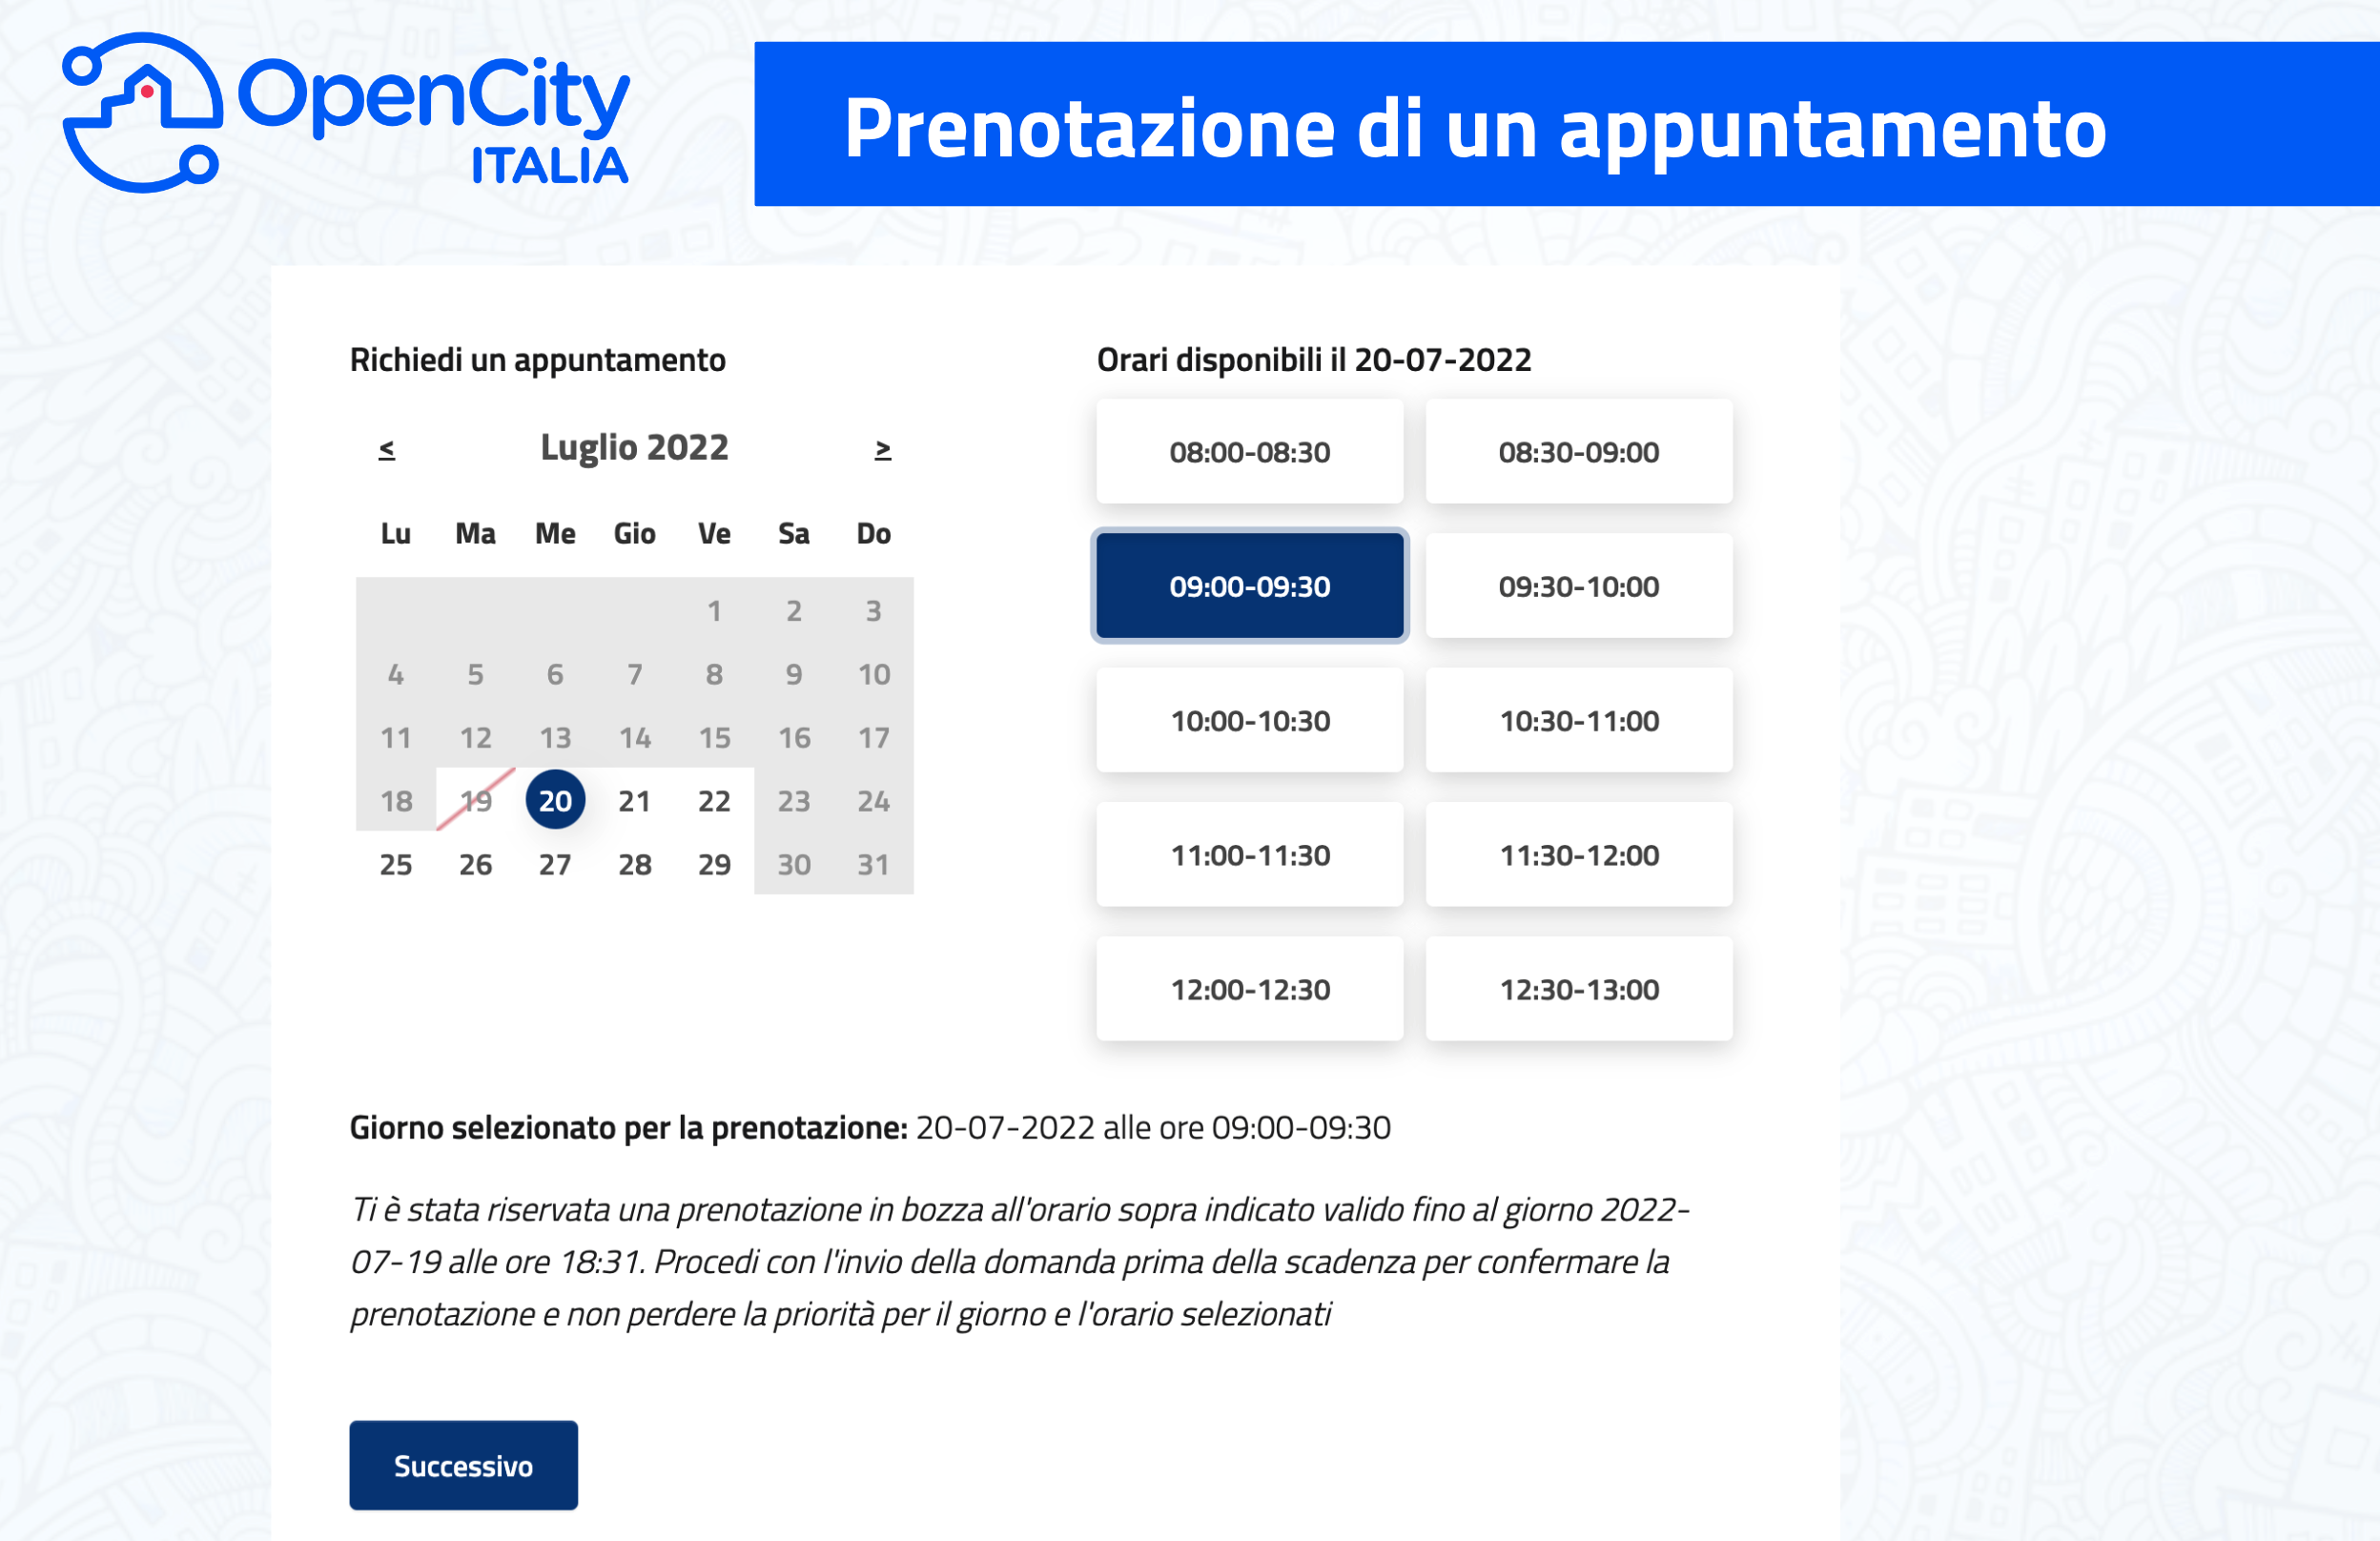 OpenCity
ITALIA
Prenotazione di un appuntamento
Richiedi un appuntamento
< Luglio 2022 >
Lu Ma Me Gio Ve Sa Do
1 2 3
4 5 6 7 8 9 10
11 12 13 14 15 16 17
18 19 20 21 22 23 24
25 26 27 28 29 30 31
Orari disponibili il 20-07-2022
08:00-08:30 08:30-09:00
09:00-09:30 09:30-10:00
10:00-10:30 10:30-11:00
11:00-11:30 11:30-12:00
12:00-12:30 12:30-13:00
Giorno selezionato per la prenotazione: 20-07-2022 alle ore 09:00-09:30
Ti è stata riservata una prenotazione in bozza all'orario sopra indicato valido fino al giorno 2022-
07-19 alle ore 18:31. Procedi con l'invio della domanda prima della scadenza per confermare la
prenotazione e non perdere la priorità per il giorno e l'orario selezionati
Successivo